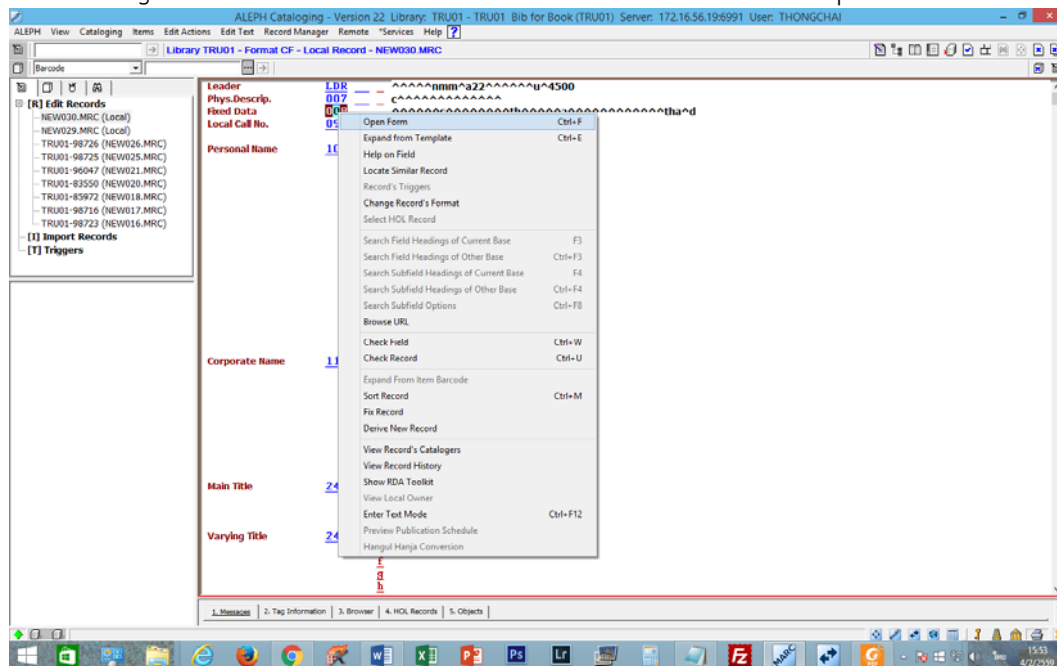 ALEPH Cataloging - Version 22 Library: TRU01 - TRU01 Bib for Book (TRU01) Server: 172.16.56.19:6991 User: THONGCHAI
ALEPH View Cataloging Items Edit Actions Edit Text Record Manager Remote "Services Help ?
Library TRU01 - Format CF - Local Record - NEW030.MRC
Barcode
[R] Edit Records
NEW030.MRC (Local)
NEW029.MRC (Local)
TRU01-98726 (NEW026.MRC)
TRU01-98725 (NEW025.MRC)
TRU01-96047 (NEW021.MRC)
TRU01-83550 (NEW020.MRC)
TRU01-85972 (NEW018.MRC)
TRU01-98716 (NEW017.MRC)
TRU01-98723 (NEW016.MRC)
[I] Import Records
[T] Triggers
Leader LDR _ _ ^^^^^nmm^a22^^^^^^u^4500
Phys.Descrip. 007 _ _ c^^^^^^^^^^^^^
Fixed Data 008
Local Call No.
Personal Name
Corporate Name 11
Main Title 24
Varying Title 24
f
g
h
Open Form Ctrl+F
Expand from Template Ctrl+E
Help on Field
Locate Similar Record
Record's Triggers
Change Record's Format
Select HOL Record
Search Field Headings of Current Base F3
Search Field Headings of Other Base Ctrl+F3
Search Subfield Headings of Current Base F4
Search Subfield Headings of Other Base Ctrl+F4
Search Subfield Options Ctrl+F8
Browse URL
Check Field Ctrl+W
Check Record Ctrl+U
Expand From Item Barcode
Sort Record Ctrl+M
Fix Record
Derive New Record
View Record's Catalogers
View Record History
Show RDA Toolkit
View Local Owner
Enter Text Mode Ctrl+F12
Preview Publication Schedule
Hangul Hanja Conversion
1. Messages 2. Tag Information 3. Browser 4. HOL Records 5. Objects
15:53
4/2/2559